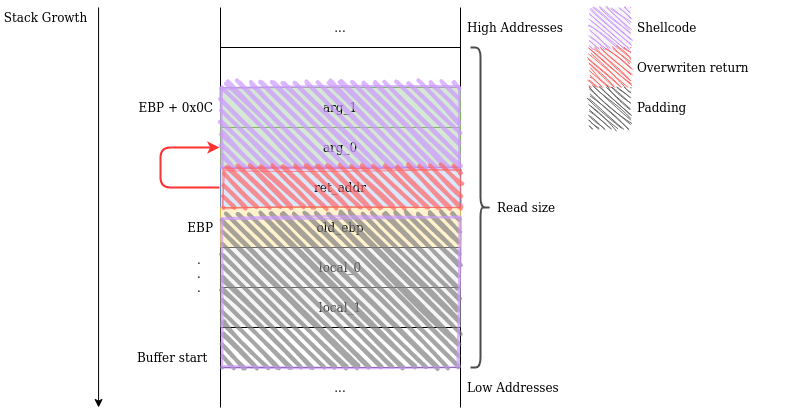 Stack Growth
...
High Addresses
Shellcode
Overwriten return
Padding
EBP + 0x0C
arg_1
arg_0
ret_addr
Read size
EBP
old_ebp
.
.
.
local_0
local_1
Buffer start
...
Low Addresses